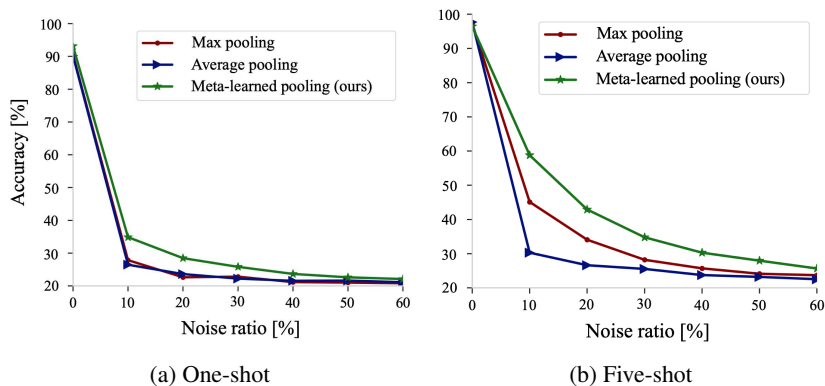 100
90
80
70
60
50
40
30
20
0 10 20 30 40 50 60
Accuracy [%]
Noise ratio [%]
Max pooling
Average pooling
Meta-learned pooling (ours)
(a) One-shot
100
90
80
70
60
50
40
30
20
0 10 20 30 40 50 60
Noise ratio [%]
Max pooling
Average pooling
Meta-learned pooling (ours)
(b) Five-shot